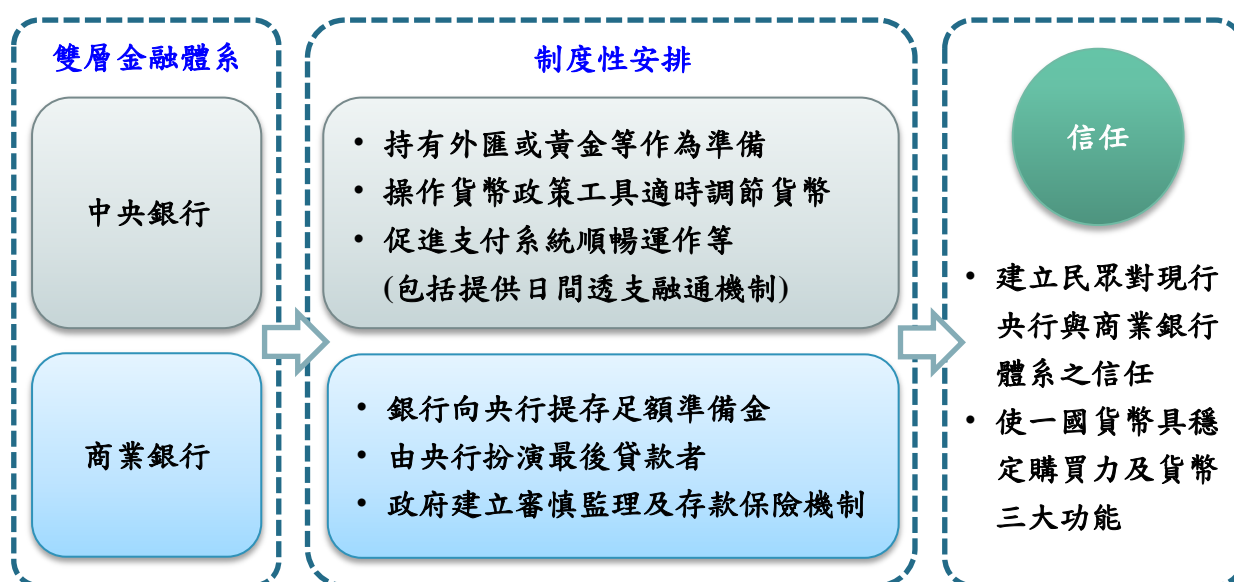 雙層金融體系
中央銀行
商業銀行
制度性安排
• 持有外匯或黃金等作為準備
• 操作貨幣政策工具適時調節貨幣
• 促進支付系統順暢運作等
(包括提供日間透支融通機制)
• 銀行向央行提存足額準備金
• 由央行扮演最後貸款者
• 政府建立審慎監理及存款保險機制
信任
• 建立民眾對現行
央行與商業銀行
體系之信任
• 使一國貨幣具穩
定購買力及貨幣
三大功能